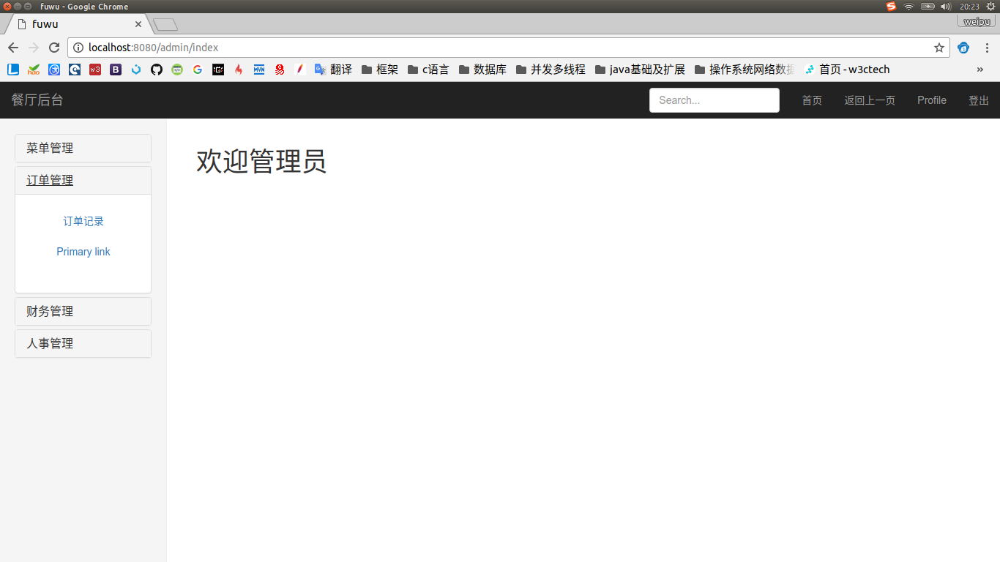 fuwu - Google Chrome
20:23
fuwu
weipu
localhost:8080/admin/index
hao
w3
B
G
MVN
翻译
框架
c语言
数据库
并发多线程
java基础及扩展
操作系统网络数据
首页 - w3ctech
»
餐厅后台
Search...
首页
返回上一页
Profile
登出
菜单管理
订单管理
订单记录
Primary link
财务管理
人事管理
欢迎管理员